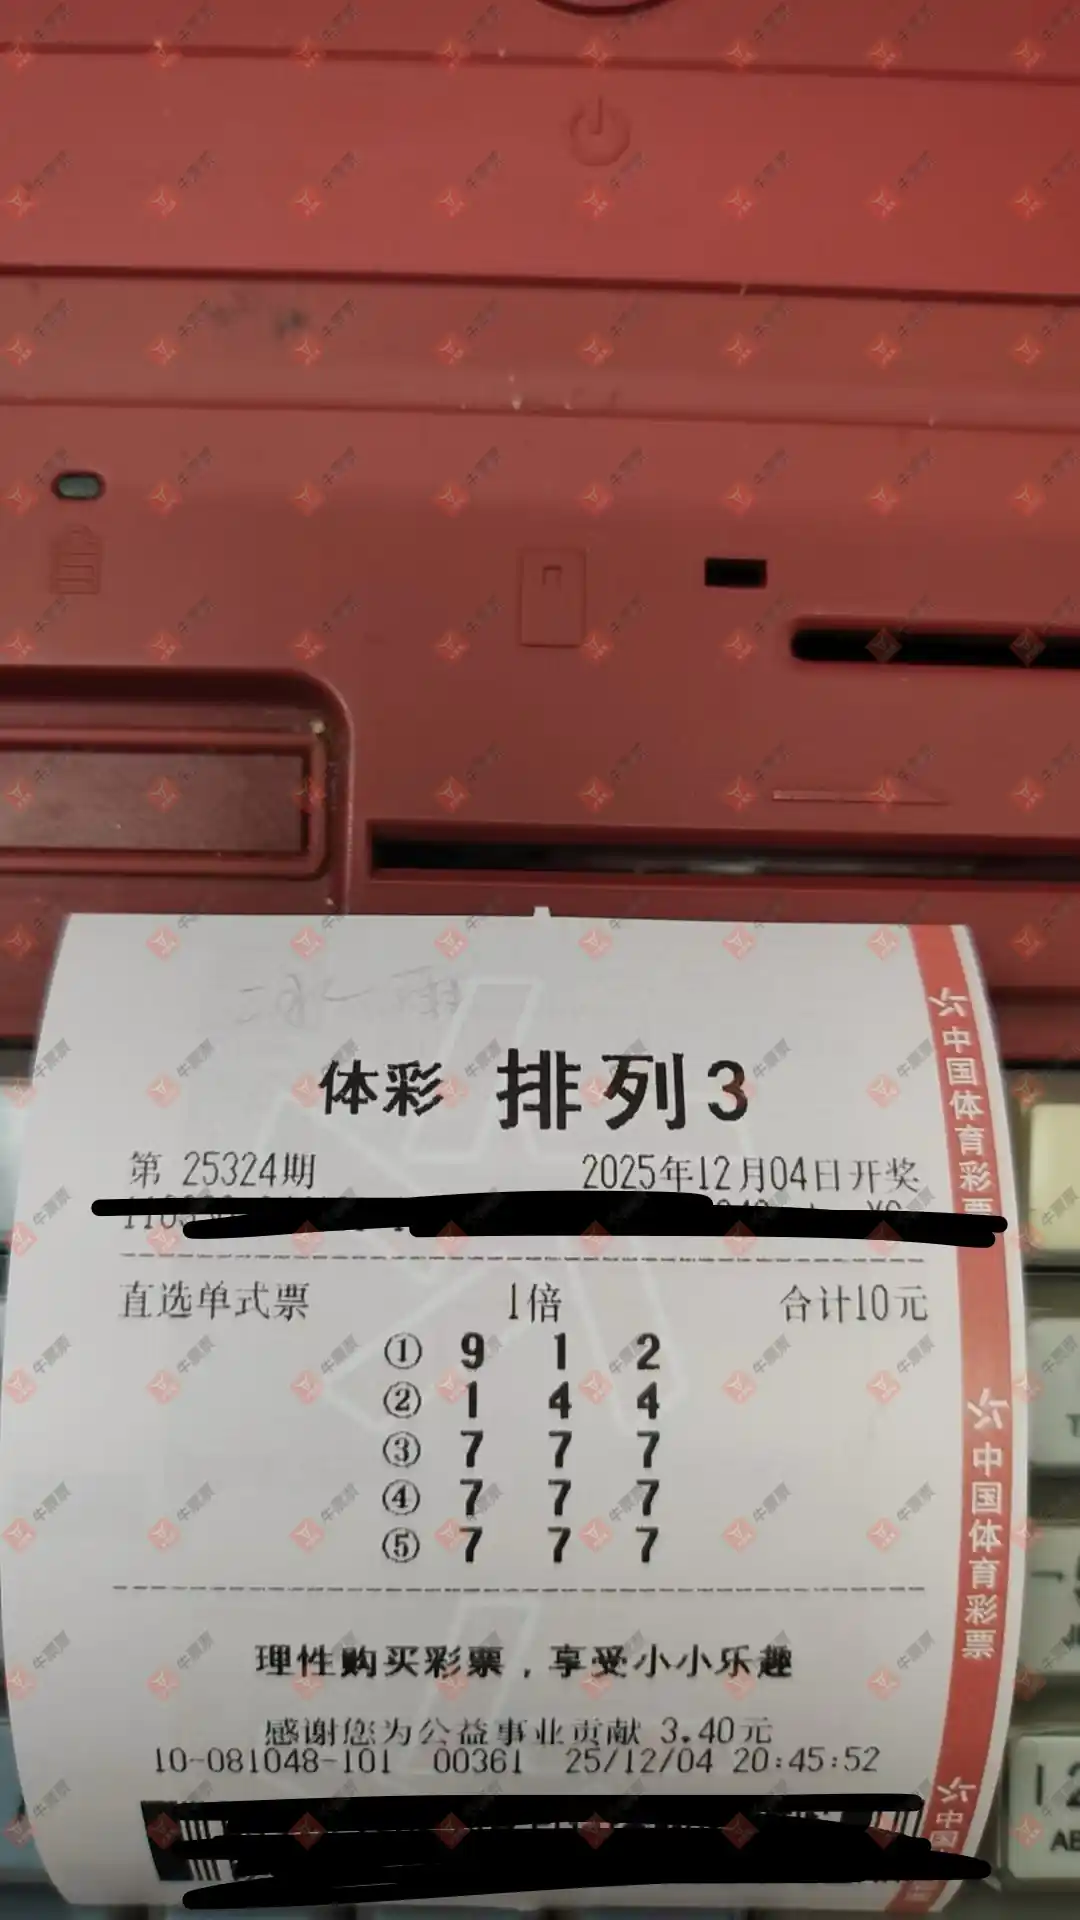 体彩 排列3
第 25324期 2025年12月04日开奖
直选单式票 1倍 合计10元
① 9 1 2
② 1 4 4
③ 7 7 7
④ 7 7 7
⑤ 7 7 7
理性购买彩票，享受小小乐趣
感谢您为公益事业贡献 3.40元
10-081048-101 00361 25/12/04 20:45:52
中国体育彩票
中国体育彩票
中国
牛票票